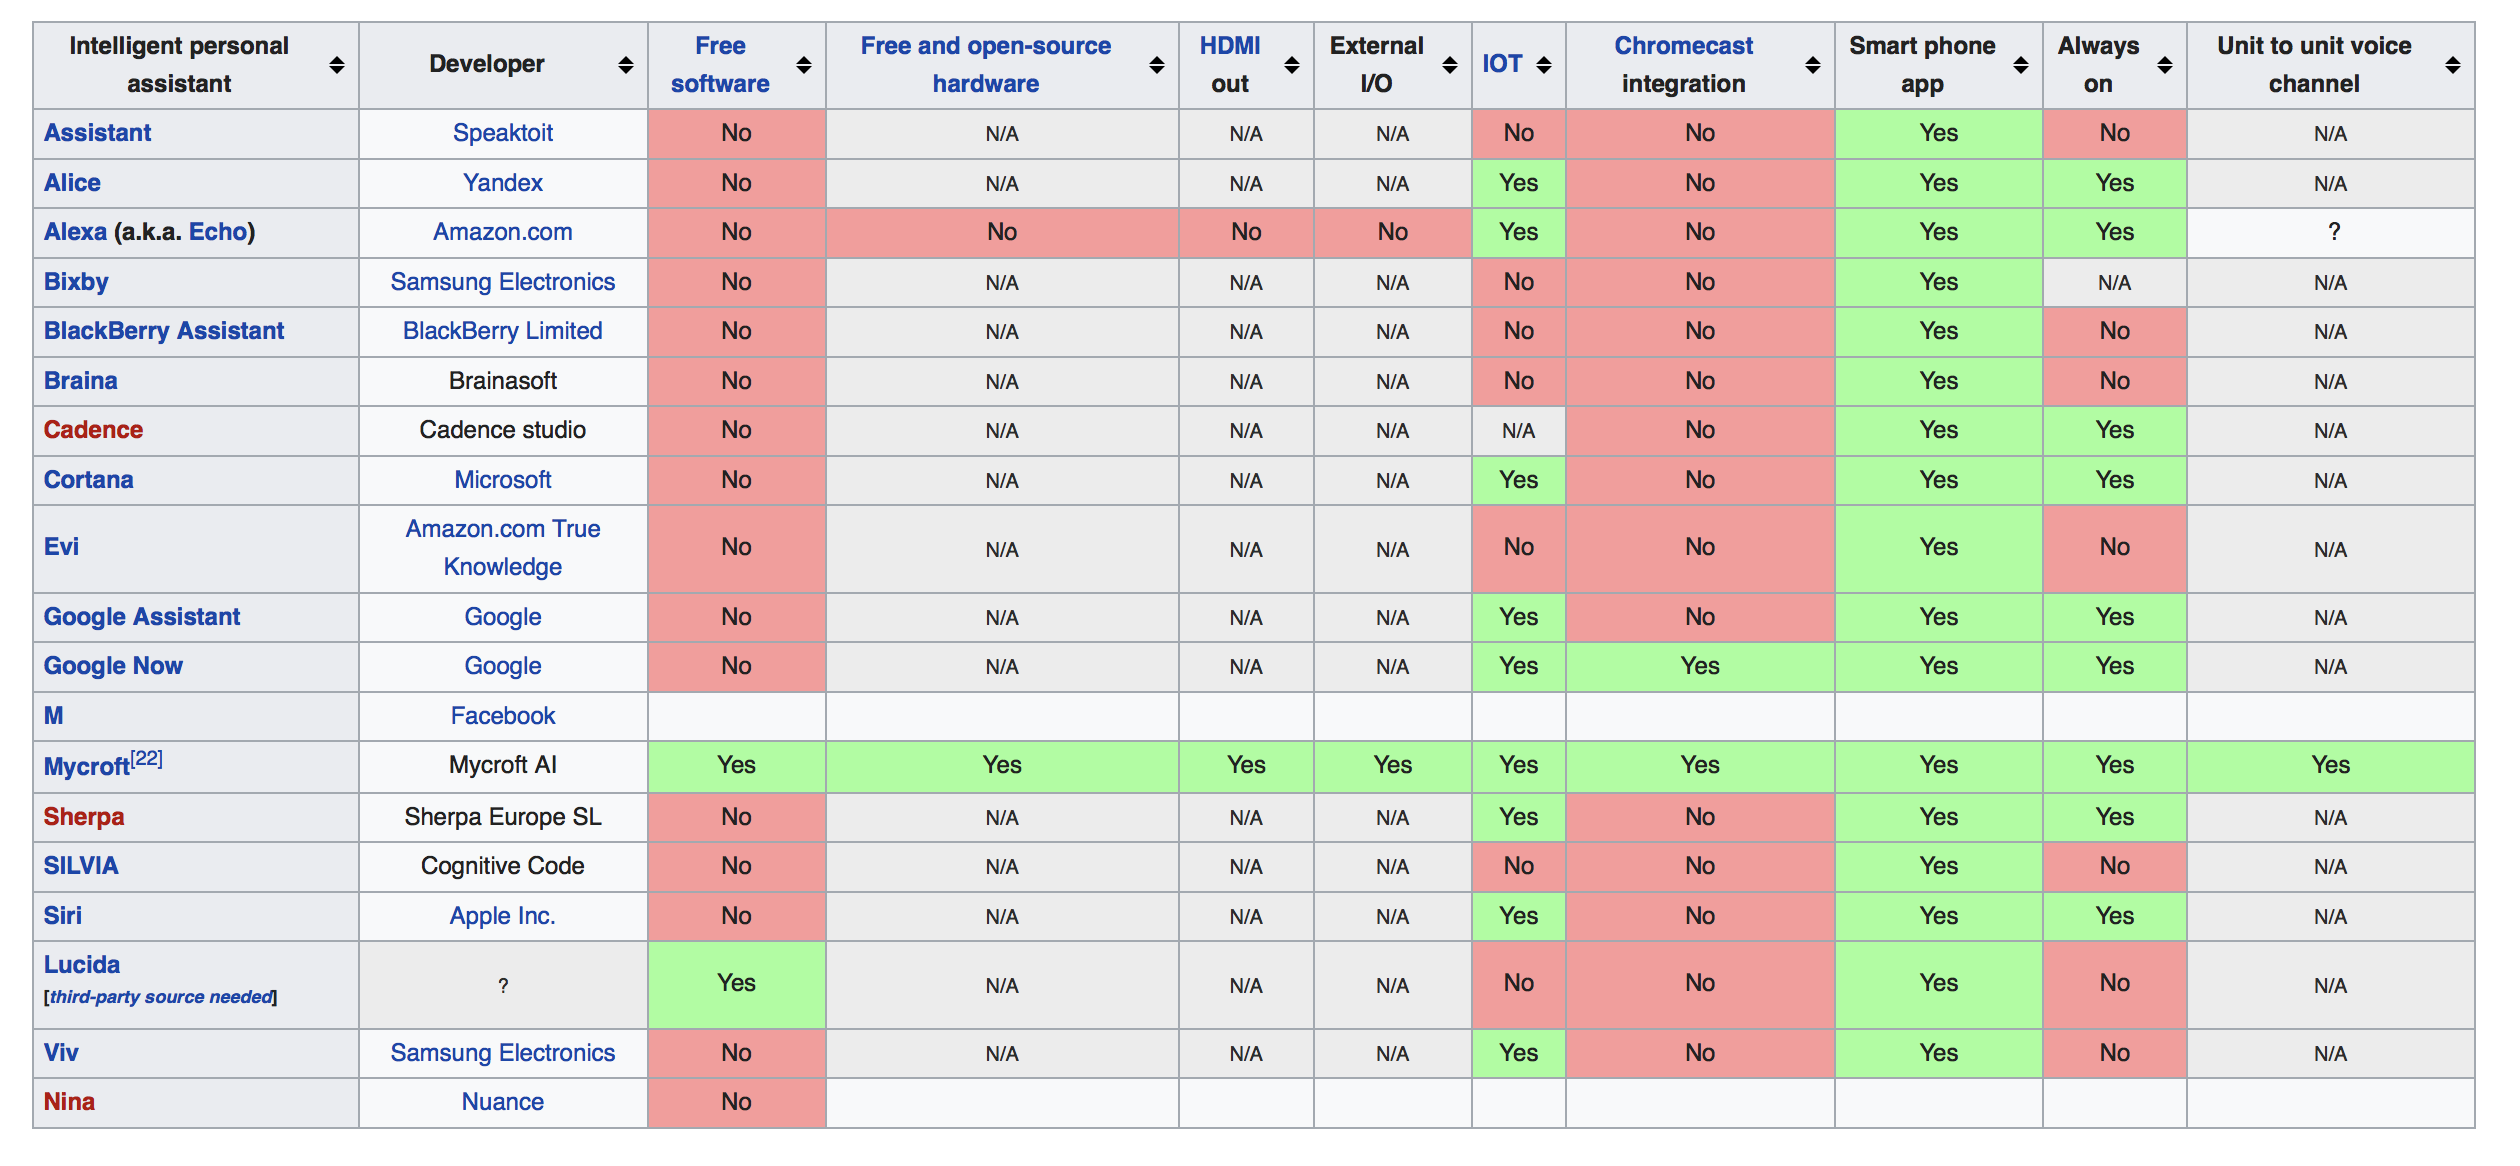 Intelligent personal assistant Developer Free software Free and open-source hardware HDMI out External I/O IOT Chromecast integration Smart phone app Always on Unit to unit voice channel
Assistant Speaktoit No N/A N/A N/A No No Yes No N/A
Alice Yandex No N/A N/A N/A Yes No Yes Yes N/A
Alexa (a.k.a. Echo) Amazon.com No No No No Yes No Yes Yes ?
Bixby Samsung Electronics No N/A N/A N/A No No Yes N/A N/A
BlackBerry Assistant BlackBerry Limited No N/A N/A N/A No No Yes No N/A
Braina Brainasoft No N/A N/A N/A No No Yes No N/A
Cadence Cadence studio No N/A N/A N/A N/A No Yes Yes N/A
Cortana Microsoft No N/A N/A N/A Yes No Yes Yes N/A
Evi Amazon.com True Knowledge No N/A N/A N/A No No Yes No N/A
Google Assistant Google No N/A N/A N/A Yes No Yes Yes N/A
Google Now Google No N/A N/A N/A Yes Yes Yes Yes N/A
M Facebook
Mycroft[22] Mycroft AI Yes Yes Yes Yes Yes Yes Yes Yes Yes
Sherpa Sherpa Europe SL No N/A N/A N/A Yes No Yes Yes N/A
SILVIA Cognitive Code No N/A N/A N/A No No Yes No N/A
Siri Apple Inc. No N/A N/A N/A Yes No Yes Yes N/A
Lucida [third-party source needed] ? Yes N/A N/A N/A No No Yes No N/A
Viv Samsung Electronics No N/A N/A N/A Yes No Yes No N/A
Nina Nuance No